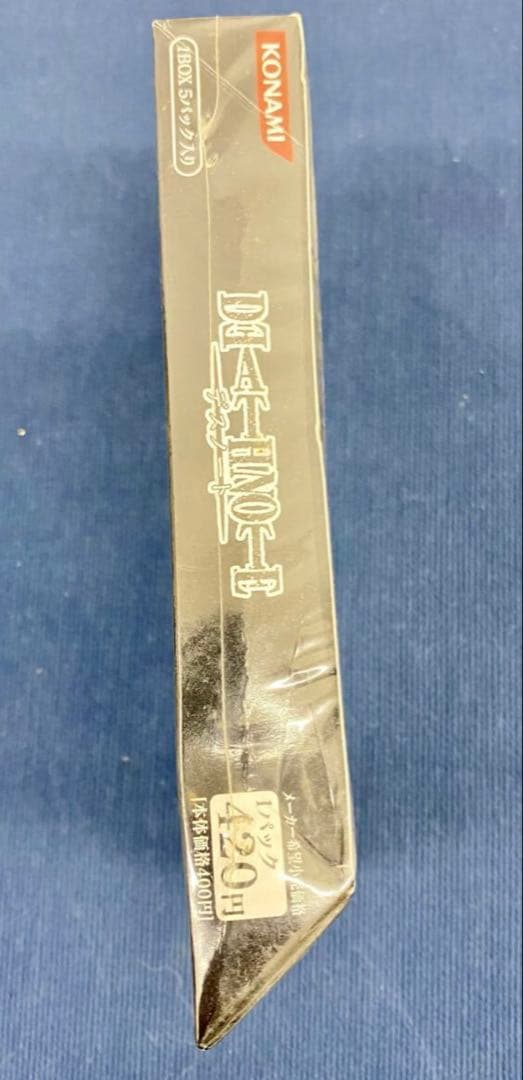 KONAMI
1BOX 5パック入り
DEATH NOTE
デスノート
メーカー希望小売価格
1パック
420円
[本体価格400円]